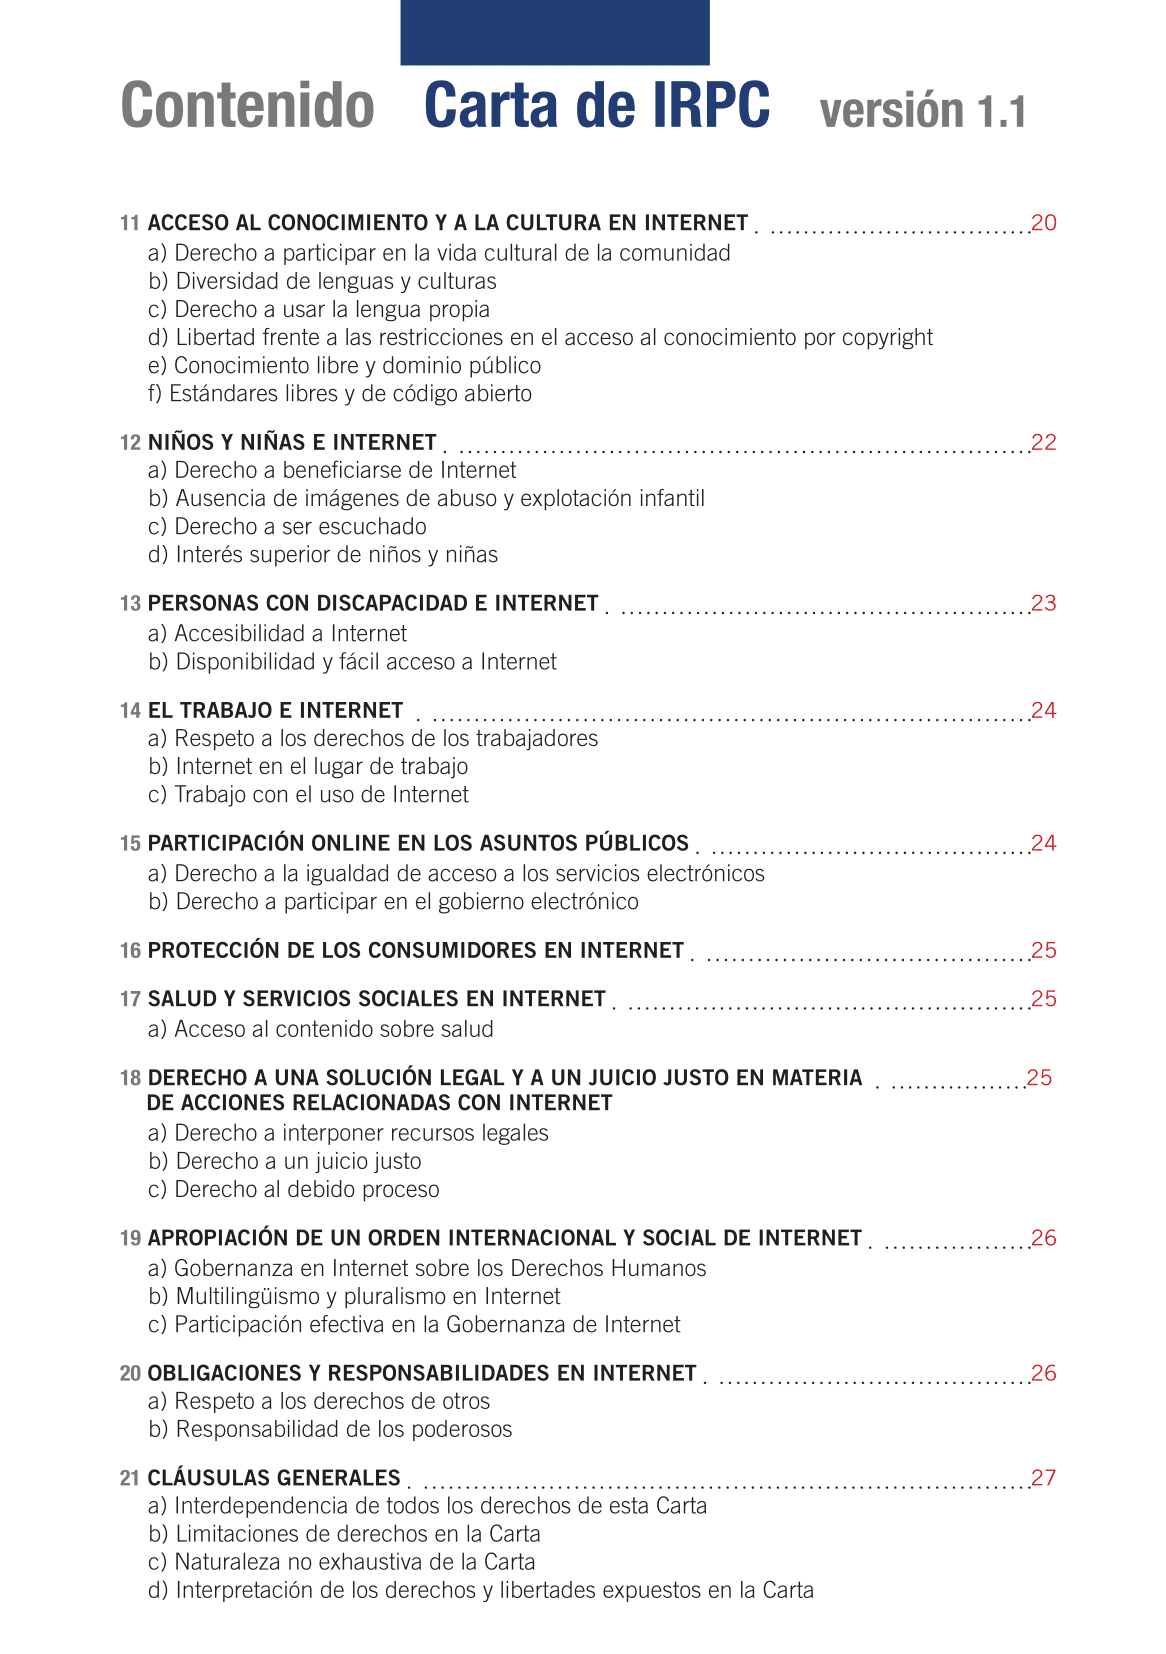 Contenido Carta de IRPC versión 1.1
11 ACCESO AL CONOCIMIENTO Y A LA CULTURA EN INTERNET . ................................20
a) Derecho a participar en la vida cultural de la comunidad
b) Diversidad de lenguas y culturas
c) Derecho a usar la lengua propia
d) Libertad frente a las restricciones en el acceso al conocimiento por copyright
e) Conocimiento libre y dominio público
f) Estándares libres y de código abierto
12 NIÑOS Y NIÑAS E INTERNET . .....................................................................22
a) Derecho a beneficiarse de Internet
b) Ausencia de imágenes de abuso y explotación infantil
c) Derecho a ser escuchado
d) Interés superior de niños y niñas
13 PERSONAS CON DISCAPACIDAD E INTERNET . ..................................................23
a) Accesibilidad a Internet
b) Disponibilidad y fácil acceso a Internet
14 EL TRABAJO E INTERNET . ........................................................................24
a) Respeto a los derechos de los trabajadores
b) Internet en el lugar de trabajo
c) Trabajo con el uso de Internet
15 PARTICIPACIÓN ONLINE EN LOS ASUNTOS PÚBLICOS . .......................................24
a) Derecho a la igualdad de acceso a los servicios electrónicos
b) Derecho a participar en el gobierno electrónico
16 PROTECCIÓN DE LOS CONSUMIDORES EN INTERNET . .......................................25
17 SALUD Y SERVICIOS SOCIALES EN INTERNET . .................................................25
a) Acceso al contenido sobre salud
18 DERECHO A UNA SOLUCIÓN LEGAL Y A UN JUICIO JUSTO EN MATERIA . .................25
DE ACCIONES RELACIONADAS CON INTERNET
a) Derecho a interponer recursos legales
b) Derecho a un juicio justo
c) Derecho al debido proceso
19 APROPIACIÓN DE UN ORDEN INTERNACIONAL Y SOCIAL DE INTERNET . ..................26
a) Gobernanza en Internet sobre los Derechos Humanos
b) Multilingüismo y pluralismo en Internet
c) Participación efectiva en la Gobernanza de Internet
20 OBLIGACIONES Y RESPONSABILIDADES EN INTERNET . ......................................26
a) Respeto a los derechos de otros
b) Responsabilidad de los poderosos
21 CLÁUSULAS GENERALES . .........................................................................27
a) Interdependencia de todos los derechos de esta Carta
b) Limitaciones de derechos en la Carta
c) Naturaleza no exhaustiva de la Carta
d) Interpretación de los derechos y libertades expuestos en la Carta